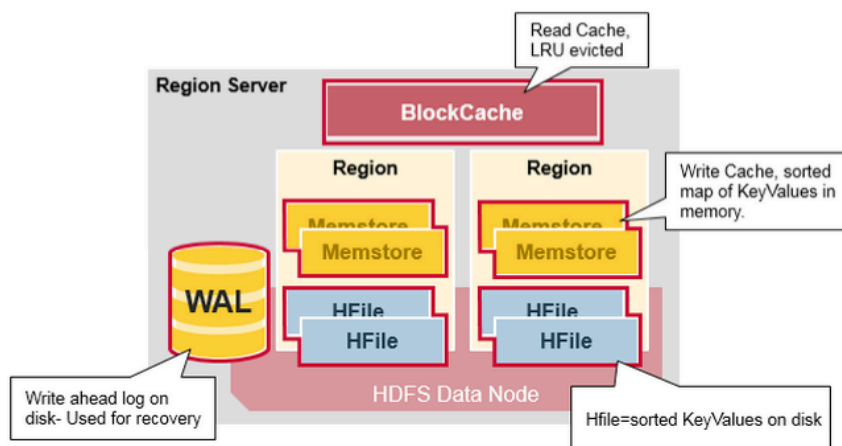 Read Cache,
LRU evicted
Region Server
BlockCache
Region
Region
Write Cache, sorted
map of KeyValues in
memory.
Memstore
Memstore
Memstore
Memstore
WAL
HFile
HFile
HFile
HFile
HDFS Data Node
Write ahead log on
disk- Used for recovery
Hfile=sorted KeyValues on disk